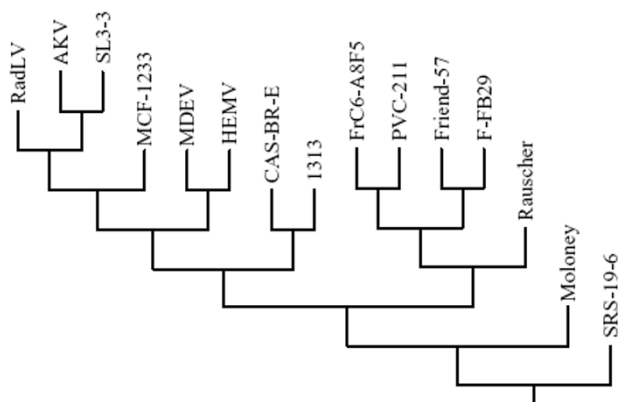 RadLV
AKV
SL3-3
MCF-1233
MDEV
HEMV
CAS-BR-E
1313
FrC6-A8F5
PVC-211
Friend-57
F-FB29
Rauscher
Moloney
SRS-19-6